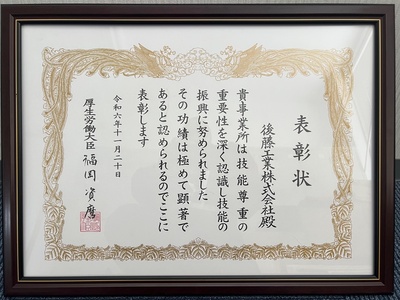 表彰状
後藤工業株式会社殿
貴事業所は技能尊重の
重要性を深く認識し技能の
振興に努められました
その功績は極めて顕著で
あると認められるのでここに
表彰します
令和六年十一月二十日
厚生労働大臣 福岡資麿